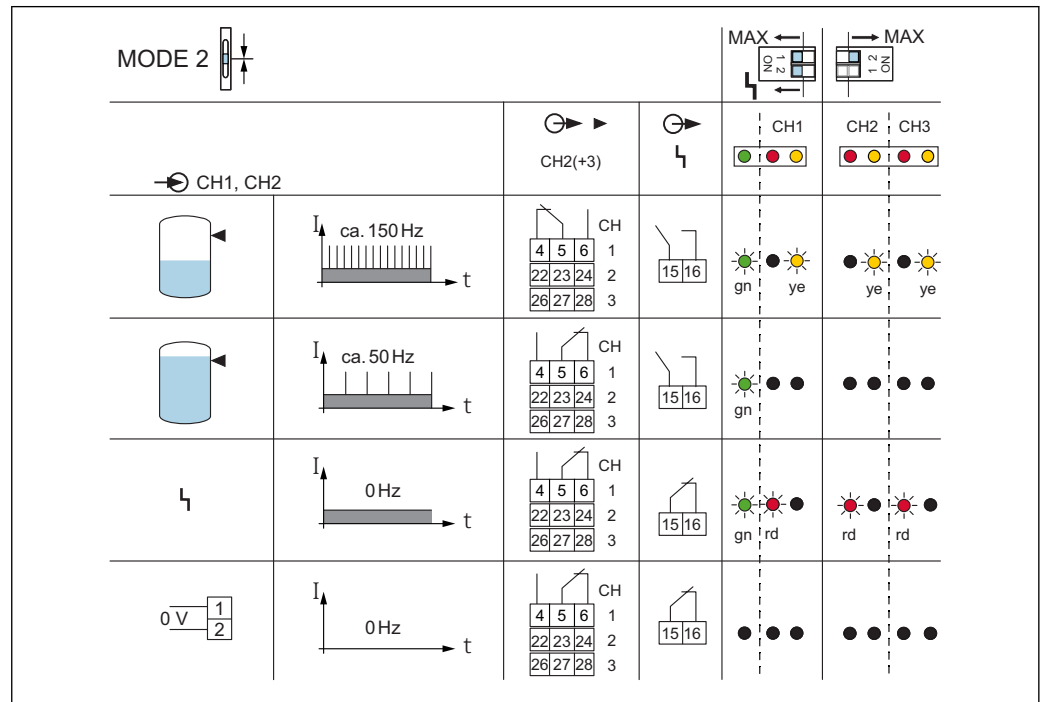 MODE 2
MAX
1 2
ON
MAX
1 2
ON
CH1, CH2
CH2(+3)
CH1
CH2 CH3
I
ca. 150 Hz
t
CH
4 5 6 1
22 23 24 2
26 27 28 3
15 16
gn ye
ye ye
I
ca. 50 Hz
t
CH
4 5 6 1
22 23 24 2
26 27 28 3
15 16
gn
I
0 Hz
t
CH
4 5 6 1
22 23 24 2
26 27 28 3
15 16
gn rd
rd rd
0 V 1
2
I
0 Hz
t
CH
4 5 6 1
22 23 24 2
26 27 28 3
15 16